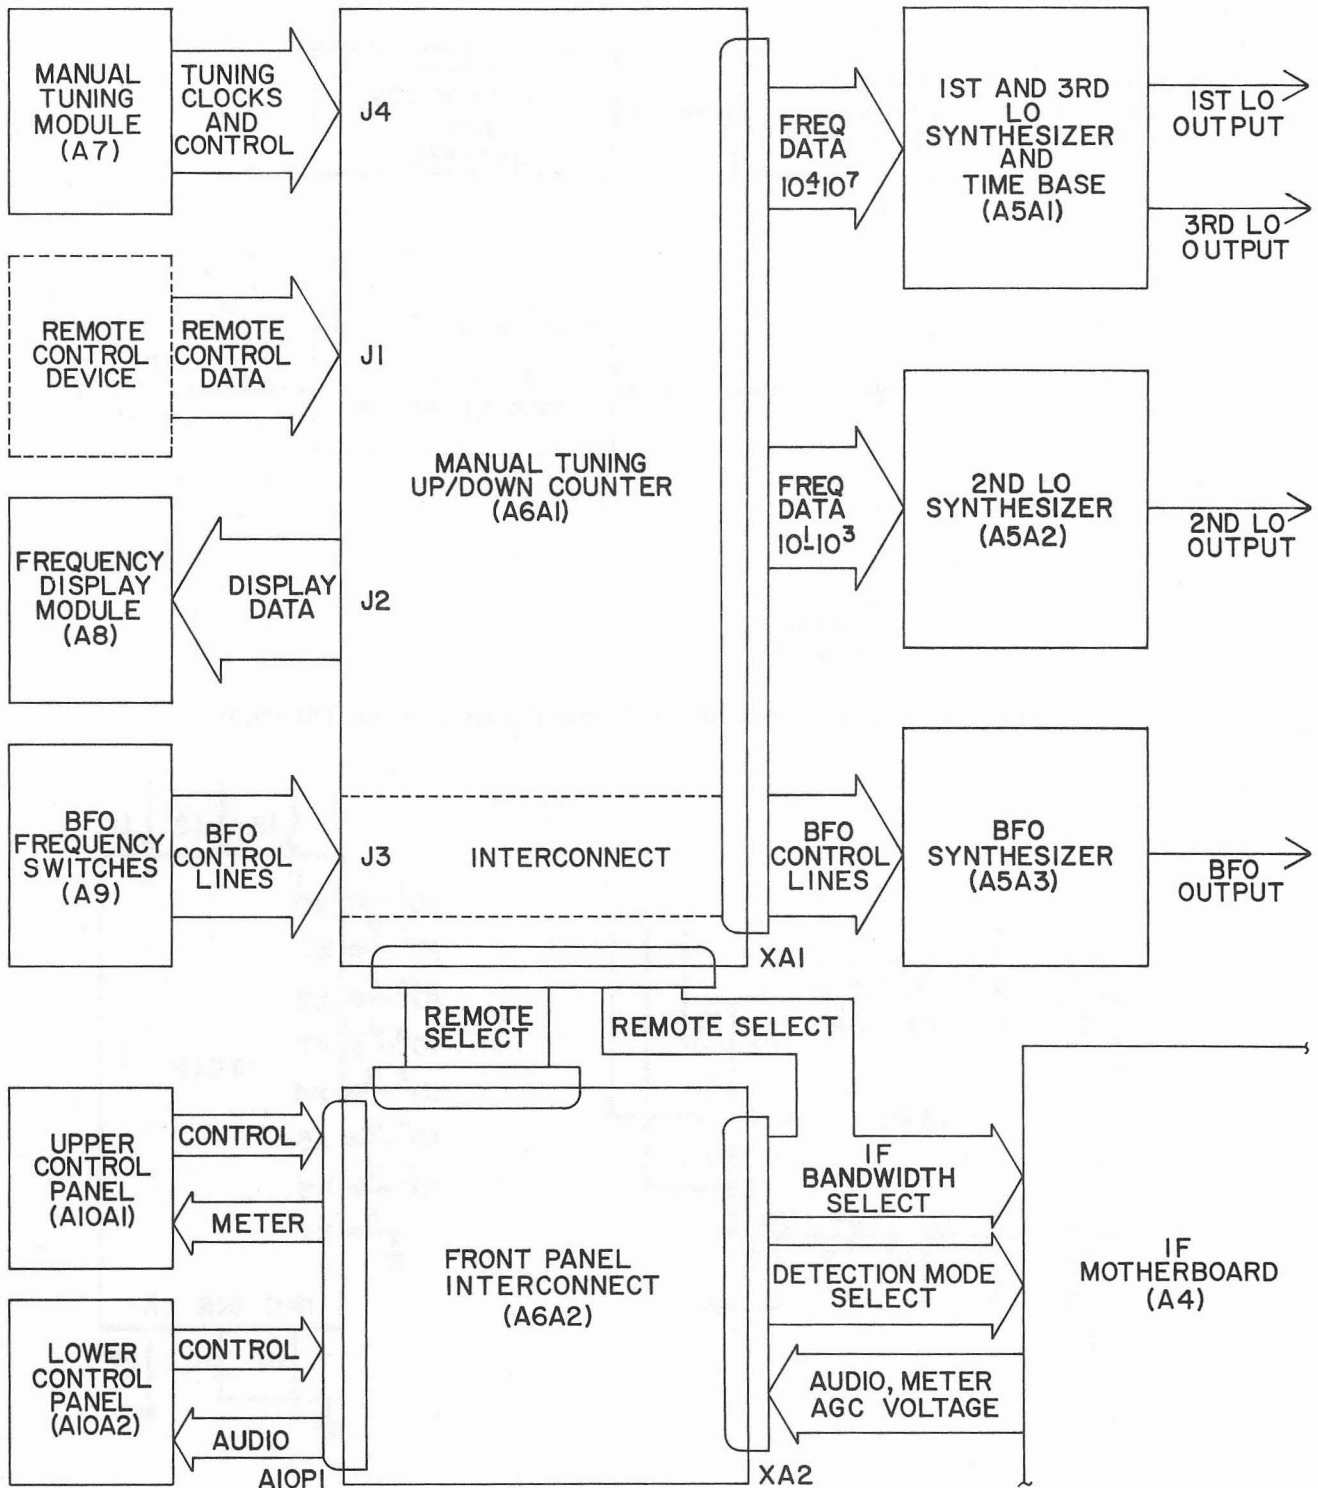 MANUAL
TUNING
MODULE
(A7)
TUNING
CLOCKS
AND
CONTROL
J4
FREQ
DATA
10⁴-10⁷
1ST AND 3RD
LO
SYNTHESIZER
AND
TIME BASE
(A5A1)
1ST LO
OUTPUT
3RD LO
OUTPUT
REMOTE
CONTROL
DEVICE
REMOTE
CONTROL
DATA
J1
MANUAL TUNING
UP/DOWN COUNTER
(A6A1)
FREQ
DATA
10¹-10³
2ND LO
SYNTHESIZER
(A5A2)
2ND LO
OUTPUT
FREQUENCY
DISPLAY
MODULE
(A8)
DISPLAY
DATA
J2
BFO
FREQUENCY
SWITCHES
(A9)
BFO
CONTROL
LINES
J3
INTERCONNECT
BFO
CONTROL
LINES
BFO
SYNTHESIZER
(A5A3)
BFO
OUTPUT
XA1
REMOTE
SELECT
REMOTE SELECT
UPPER
CONTROL
PANEL
(A10A1)
CONTROL
METER
IF
BANDWIDTH
SELECT
FRONT PANEL
INTERCONNECT
(A6A2)
DETECTION MODE
SELECT
IF
MOTHERBOARD
(A4)
LOWER
CONTROL
PANEL
(A10A2)
CONTROL
AUDIO
AUDIO, METER
AGC VOLTAGE
A10P1
XA2